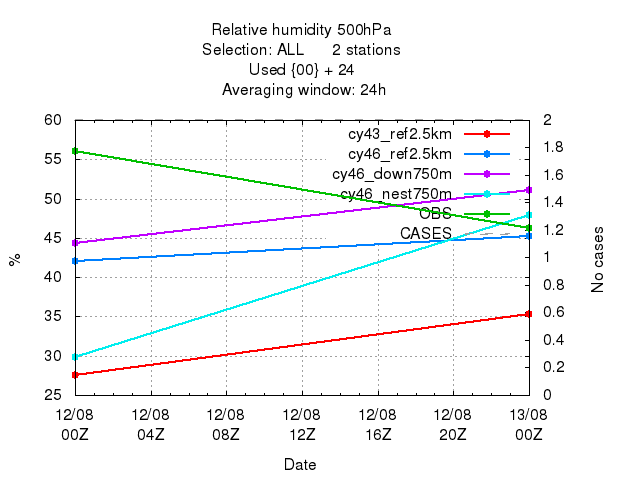 Relative humidity 500hPa
Selection: ALL 2 stations
Used {00} + 24
Averaging window: 24h
60 2
cy43_ref2.5km 1.8
55 cy46_ref2.5km 1.6
cy46_down750m
50 cy46_nest750m 1.4
OBS
45 CASES 1.2
% 1 No cases
40 0.8
35 0.6
0.4
30 0.2
25 0
12/08 12/08 12/08 12/08 12/08 12/08 13/08
00Z 04Z 08Z 12Z 16Z 20Z 00Z
Date